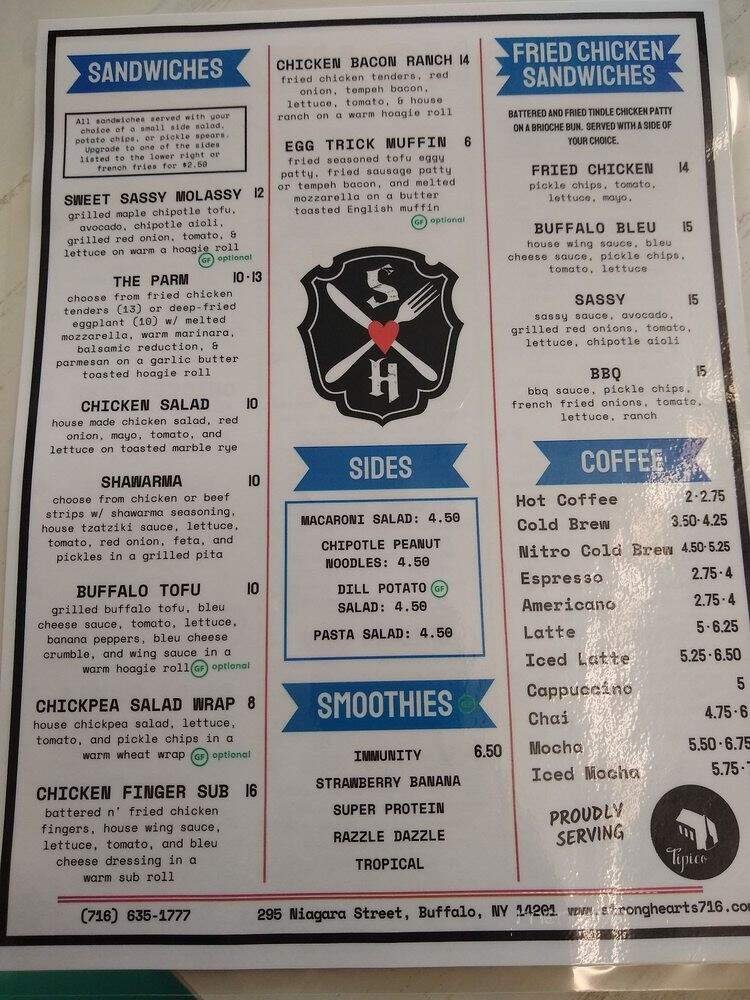 SANDWICHES
All sandwiches served with your
choice of a small side salad,
potato chips, or pickle spears.
Upgrade to one of the sides
listed to the lower right or
french fries for $2.50
SWEET SASSY MOLASSY 12
grilled maple chipotle tofu,
avocado, chipotle aioli,
grilled red onion, tomato, &
lettuce on warm a hoagie roll
GF optional
THE PARM 10·13
choose from fried chicken
tenders (13) or deep-fried
eggplant (10) w/ melted
mozzarella, warm marinara,
balsamic reduction, &
parmesan on a garlic butter
toasted hoagie roll
CHICKEN SALAD 10
house made chicken salad, red
onion, mayo, tomato, and
lettuce on toasted marble rye
SHAWARMA 10
choose from chicken or beef
strips w/ shawarma seasoning,
house tzatziki sauce, lettuce,
tomato, red onion, feta, and
pickles in a grilled pita
BUFFALO TOFU 10
grilled buffalo tofu, bleu
cheese sauce, tomato, lettuce,
banana peppers, bleu cheese
crumble, and wing sauce in a
warm hoagie roll GF optional
CHICKPEA SALAD WRAP 8
house chickpea salad, lettuce,
tomato, and pickle chips in a
warm wheat wrap GF optional
CHICKEN FINGER SUB 16
battered n' fried chicken
fingers, house wing sauce,
lettuce, tomato, and bleu
cheese dressing in a
warm sub roll
CHICKEN BACON RANCH 14
fried chicken tenders, red
onion, tempeh bacon,
lettuce, tomato, & house
ranch on a warm hoagie roll
EGG TRICK MUFFIN 6
fried seasoned tofu eggy
patty, fried sausage patty
or tempeh bacon, and melted
mozzarella on a butter
toasted English muffin
GF optional
S
H
SIDES
MACARONI SALAD: 4.50
CHIPOTLE PEANUT
NOODLES: 4.50
DILL POTATO GF
SALAD: 4.50
PASTA SALAD: 4.50
SMOOTHIES GF
IMMUNITY 6.50
STRAWBERRY BANANA
SUPER PROTEIN
RAZZLE DAZZLE
TROPICAL
FRIED CHICKEN
SANDWICHES
BATTERED AND FRIED TINDLE CHICKEN PATTY
ON A BRIOCHE BUN. SERVED WITH A SIDE OF
YOUR CHOICE.
FRIED CHICKEN 14
pickle chips, tomato,
lettuce, mayo,
BUFFALO BLEU 15
house wing sauce, bleu
cheese sauce, pickle chips,
tomato, lettuce
SASSY 15
sassy sauce, avocado,
grilled red onions, tomato,
lettuce, chipotle aioli
BBQ 15
bbq sauce, pickle chips,
french fried onions, tomato,
lettuce, ranch
COFFEE
Hot Coffee 2·2.75
Cold Brew 3.50·4.25
Nitro Cold Brew 4.50·5.25
Espresso 2.75·4
Americano 2.75·4
Latte 5·6.25
Iced Latte 5.25·6.50
Cappuccino 5
Chai 4.75·6
Mocha 5.50·6.75
Iced Mocha 5.75·
PROUDLY
SERVING
Tipico
(716) 635-1777 295 Niagara Street, Buffalo, NY 14201 www.stronghearts716.com